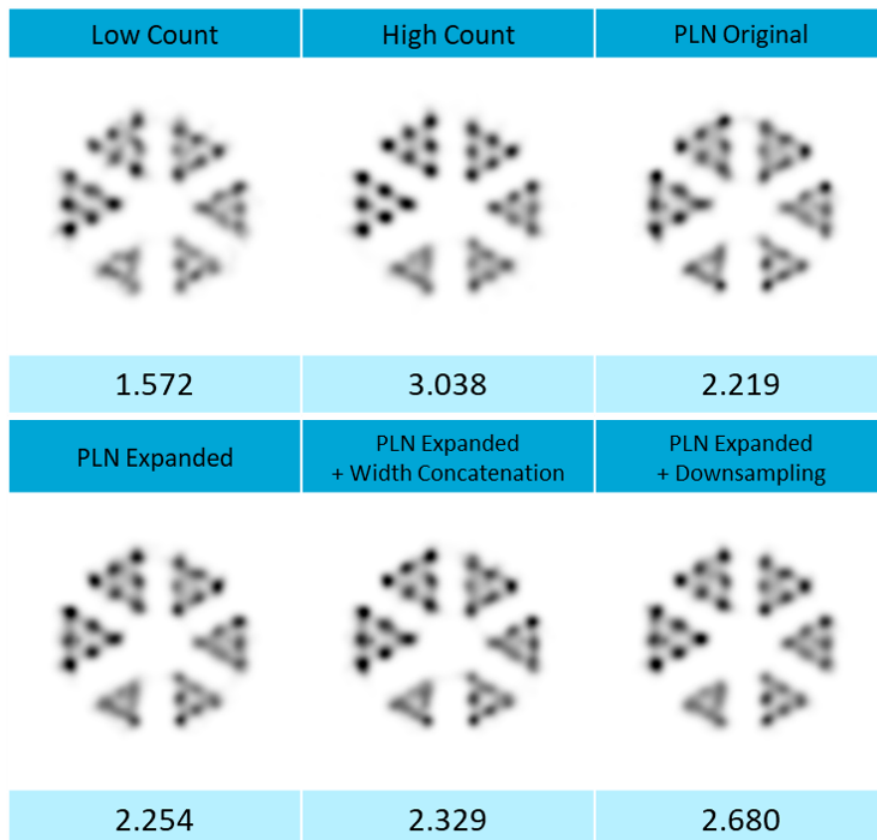 Low Count
High Count
PLN Original
1.572
3.038
2.219
PLN Expanded
PLN Expanded
+ Width Concatenation
PLN Expanded
+ Downsampling
2.254
2.329
2.680